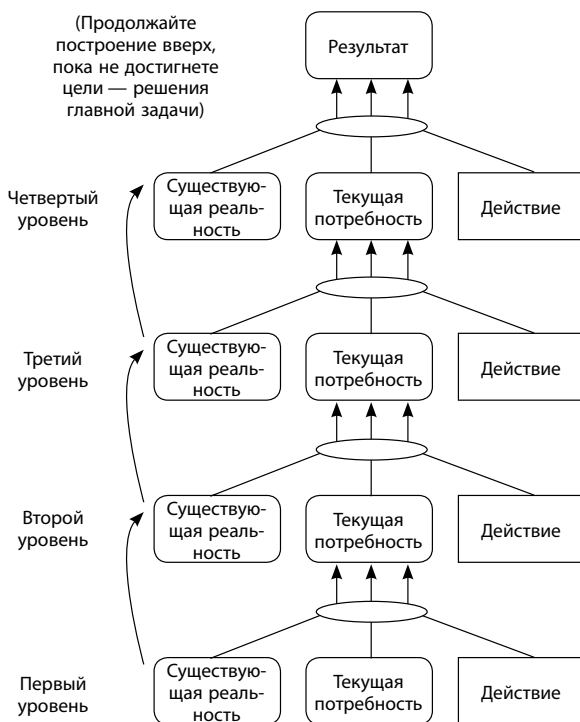 (Продолжайте
построение вверх,
пока не достигнете
цели — решения
главной задачи)
Результат
Четвертый
уровень
Существую-
щая реаль-
ность
Текущая
потребность
Действие
Третий
уровень
Существую-
щая реаль-
ность
Текущая
потребность
Действие
Второй
уровень
Существую-
щая реаль-
ность
Текущая
потребность
Действие
Первый
уровень
Существую-
щая реаль-
ность
Текущая
потребность
Действие